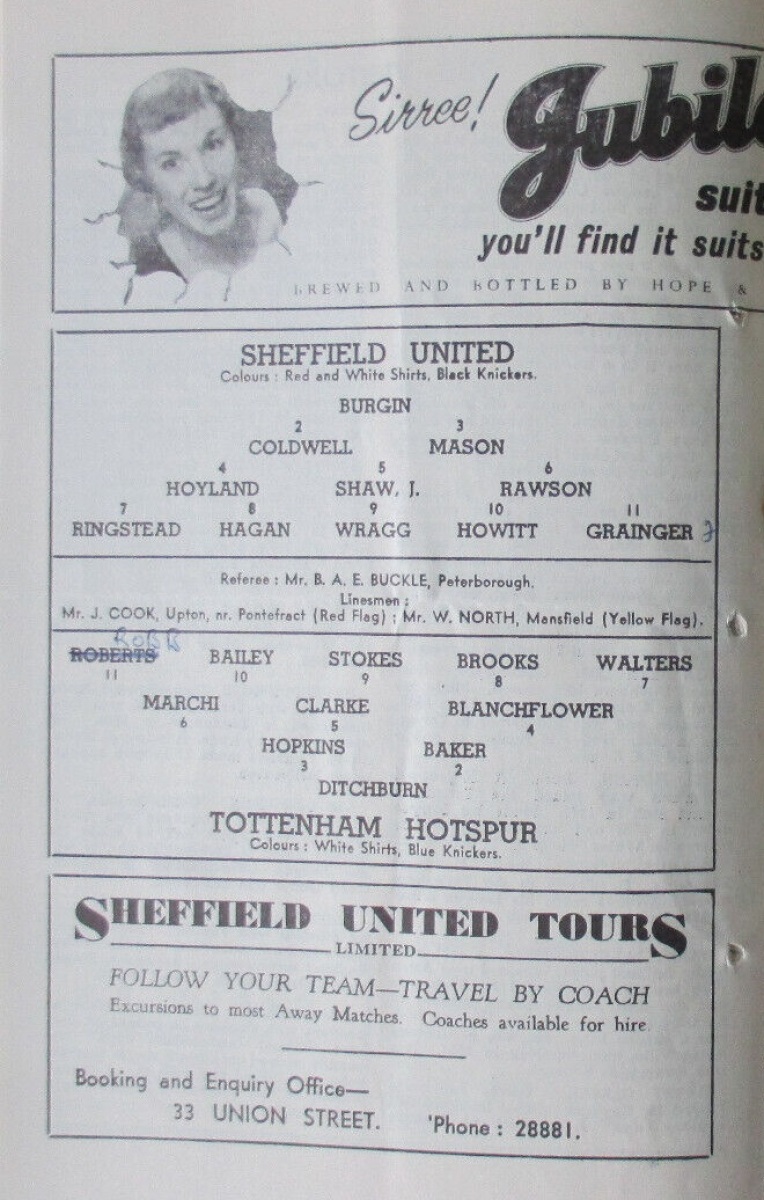 Sirree! Jubil
suit
you'll find it suits
BREWED AND BOTTLED BY HOPE &
SHEFFIELD UNITED
Colours : Red and White Shirts, Black Knickers.
BURGIN
2 3
COLDWELL MASON
4 5 6
HOYLAND SHAW, J. RAWSON
7 8 9 10 11
RINGSTEAD HAGAN WRAGG HOWITT GRAINGER
Referee : Mr. B. A. E. BUCKLE, Peterborough.
Linesmen :
Mr. J. COOK, Upton, nr. Pontefract (Red Flag) ; Mr. W. NORTH, Mansfield (Yellow Flag).
ROBB
ROBERTS BAILEY STOKES BROOKS WALTERS
11 10 9 8 7
MARCHI CLARKE BLANCHFLOWER
6 5 4
HOPKINS BAKER
3 2
DITCHBURN
TOTTENHAM HOTSPUR
Colours : White Shirts, Blue Knickers.
SHEFFIELD UNITED TOURS
LIMITED
FOLLOW YOUR TEAM—TRAVEL BY COACH
Excursions to most Away Matches. Coaches available for hire.
Booking and Enquiry Office—
33 UNION STREET. 'Phone : 28881.